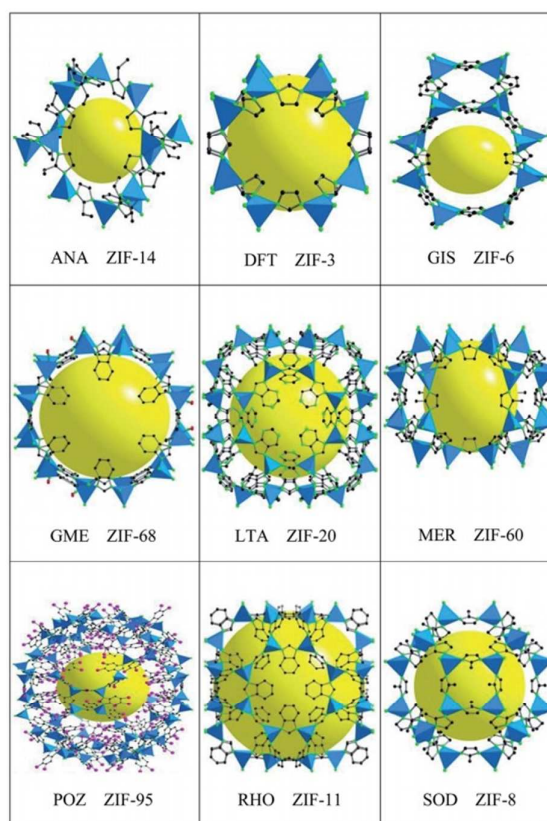 ANA ZIF-14
DFT ZIF-3
GIS ZIF-6
GME ZIF-68
LTA ZIF-20
MER ZIF-60
POZ ZIF-95
RHO ZIF-11
SOD ZIF-8